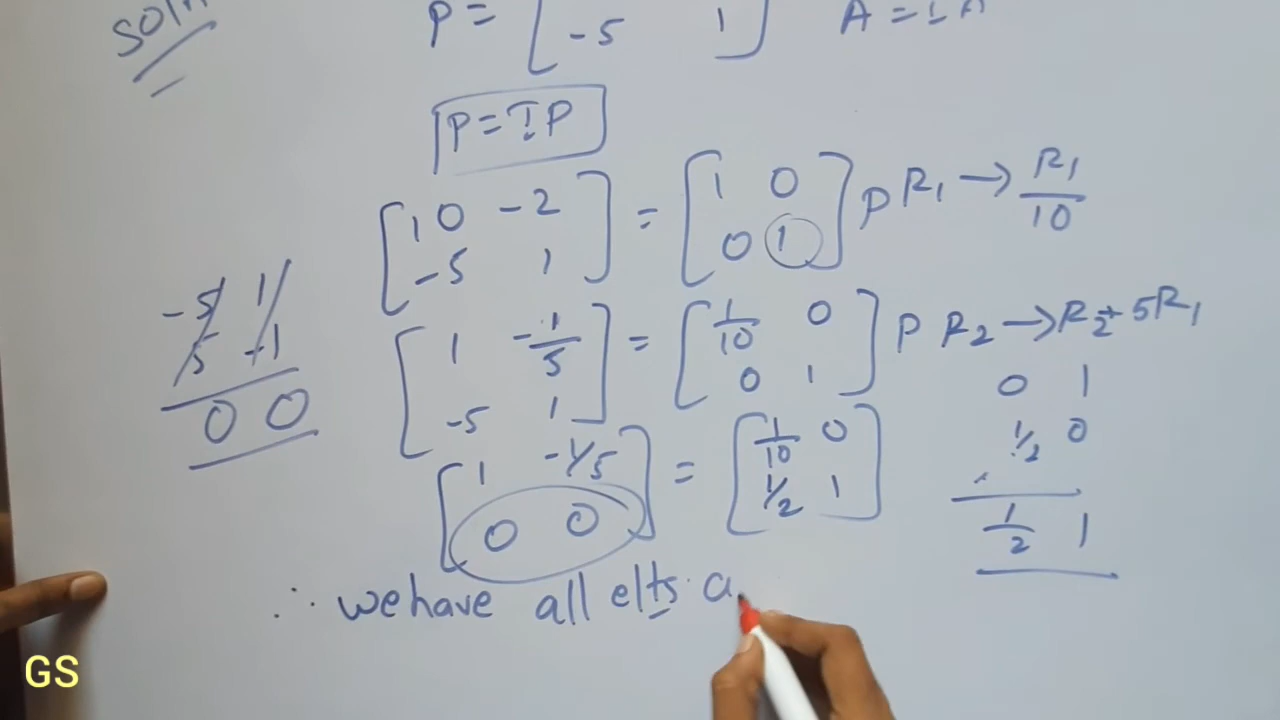 Soln
P = [ -5 1 ] A = IA
P = IP
[ 10 -2
-5 1 ] = [ 1 0
0 1 ] P R1 → R1/10
-5 1
5 -1
0 0
[ 1 -1/5
-5 1 ] = [ 1/10 0
0 1 ] P R2 → R2 + 5R1
0 1
1/2 0
1/2 1
[ 1 -1/5
0 0 ] = [ 1/10 0
1/2 1 ]
∴ we have all elts. a
GS